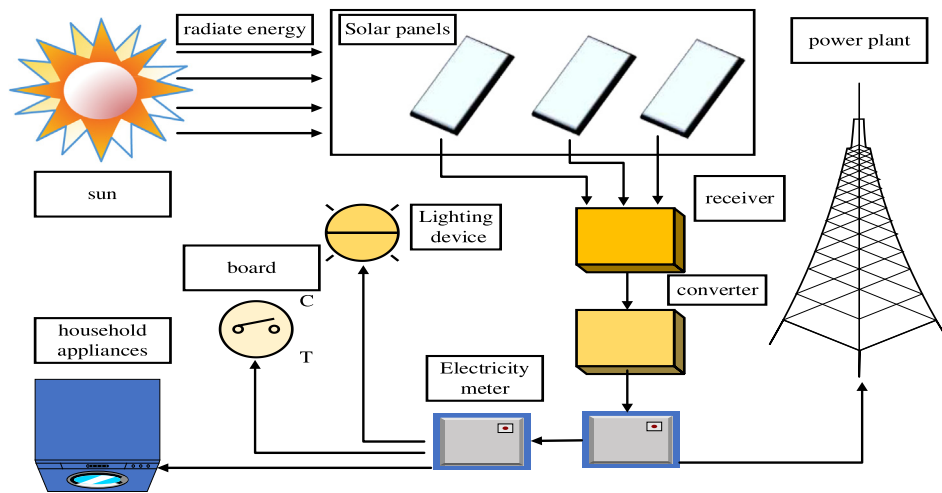 radiate energy
Solar panels
power plant
sun
receiver
Lighting
device
board
converter
C
household
appliances
T
Electricity
meter